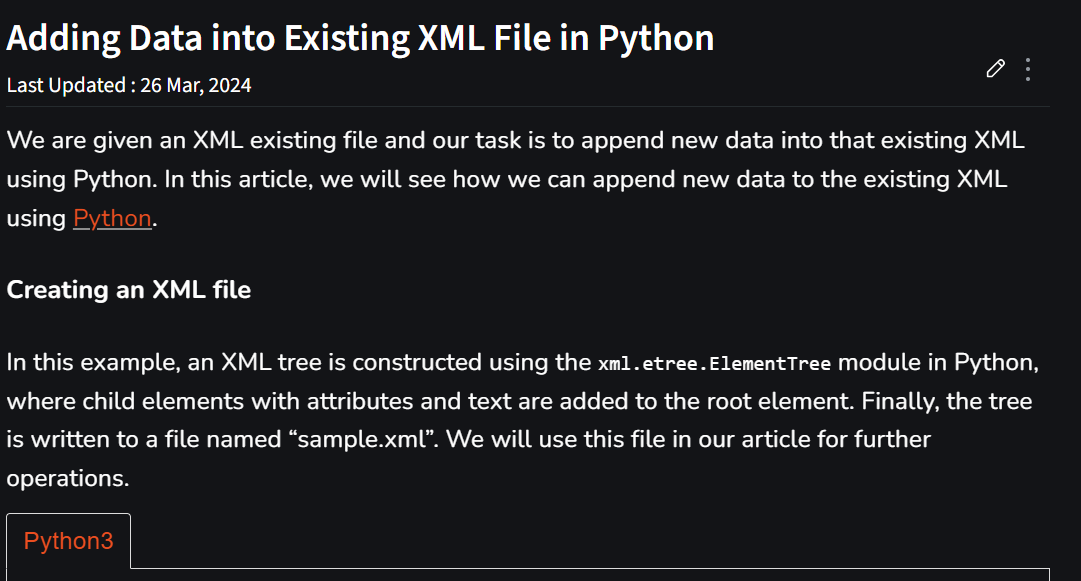 Adding Data into Existing XML File in Python
Last Updated : 26 Mar, 2024
We are given an XML existing file and our task is to append new data into that existing XML
using Python. In this article, we will see how we can append new data to the existing XML
using Python.
Creating an XML file
In this example, an XML tree is constructed using the xml.etree.ElementTree module in Python,
where child elements with attributes and text are added to the root element. Finally, the tree
is written to a file named “sample.xml”. We will use this file in our article for further
operations.
Python3